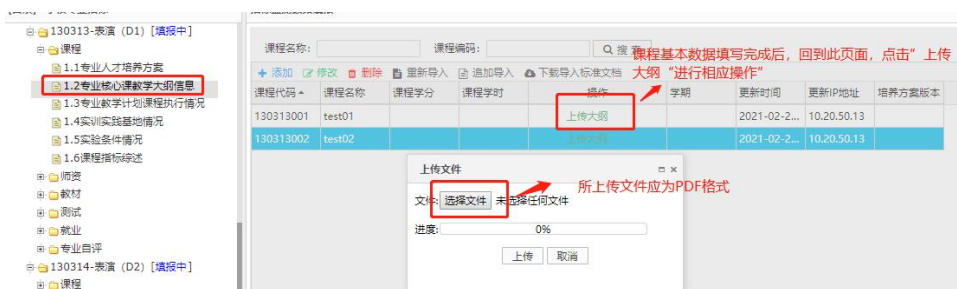 130313-表演（D1）[填报中]
课程
1.1专业人才培养方案
1.2专业核心课教学大纲信息
1.3专业教学计划课程执行情况
1.4实训实践基地情况
1.5实验条件情况
1.6课程指标综述
师资
教材
测试
就业
专业自评
130314-表演（D2）[填报中]
课程
课程名称: 课程编码: 搜 索
课程基本数据填写完成后，回到此页面，点击”上传
大纲“进行相应操作”
添加 修改 删除 重新导入 追加导入 下载导入标准文档
课程代码 课程名称 课程学分 课程学时 操作 学期 更新时间 更新IP地址 培养方案版本
130313001 test01 上传大纲 2021-02-2... 10.20.50.13
130313002 test02 上传大纲 2021-02-2... 10.20.50.13
上传文件
所上传文件应为PDF格式
文件: 选择文件 未选择任何文件
进度: 0%
上传 取消